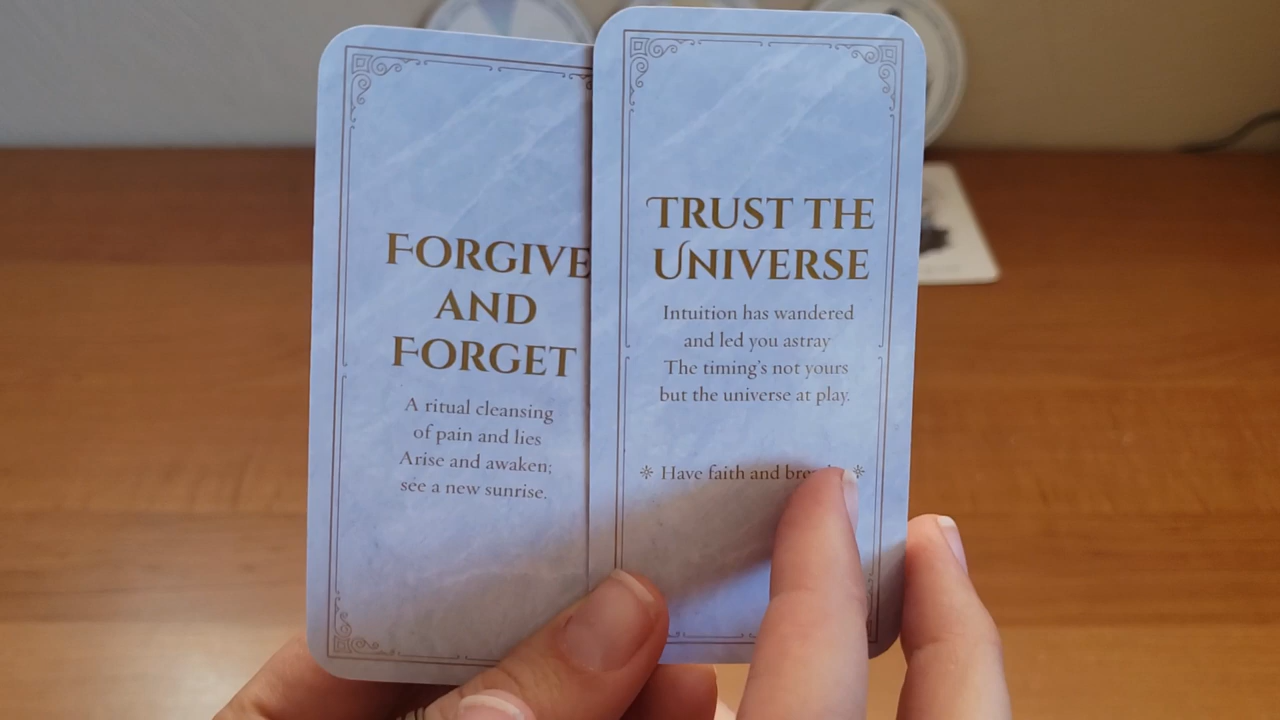 FORGIVE
AND
FORGET
A ritual cleansing
of pain and lies
Arise and awaken;
see a new sunrise.
TRUST THE
UNIVERSE
Intuition has wandered
and led you astray
The timing's not yours
but the universe at play.
Have faith and